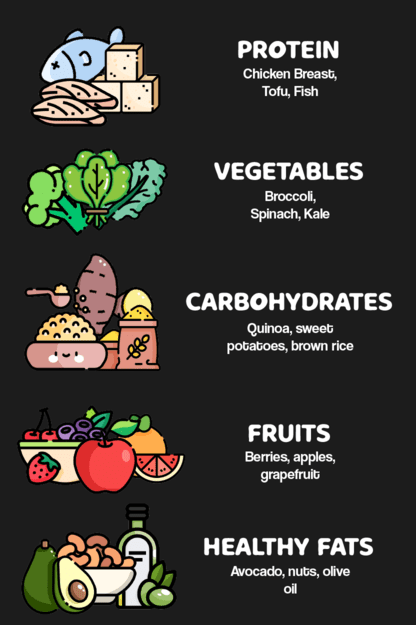 PROTEIN
Chicken Breast,
Tofu, Fish
VEGETABLES
Broccoli,
Spinach, Kale
CARBOHYDRATES
Quinoa, sweet
potatoes, brown rice
FRUITS
Berries, apples,
grapefruit
HEALTHY FATS
Avocado, nuts, olive
oil